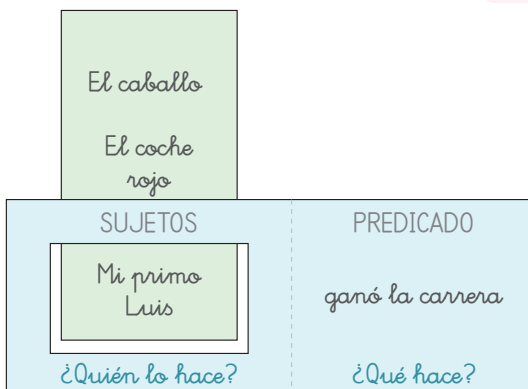 El caballo
El coche
rojo
SUJETOS
PREDICADO
Mi primo
Luis
ganó la carrera
¿Quién lo hace?
¿Qué hace?